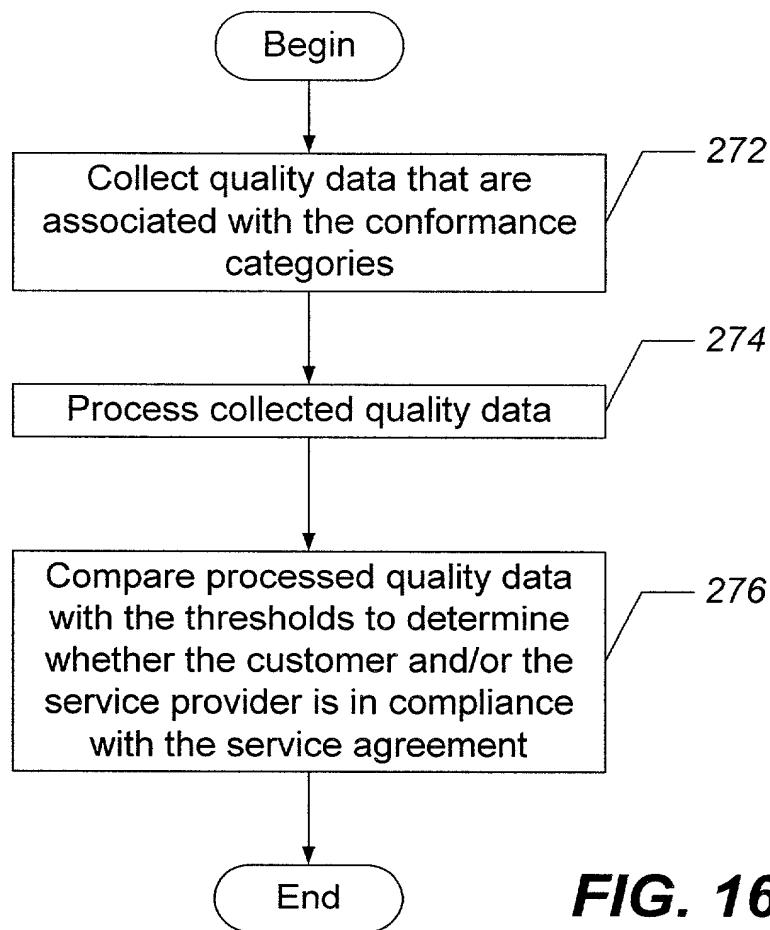 Begin
272
Collect quality data that are
associated with the conformance
categories
274
Process collected quality data
276
Compare processed quality data
with the thresholds to determine
whether the customer and/or the
service provider is in compliance
with the service agreement
End
FIG. 16